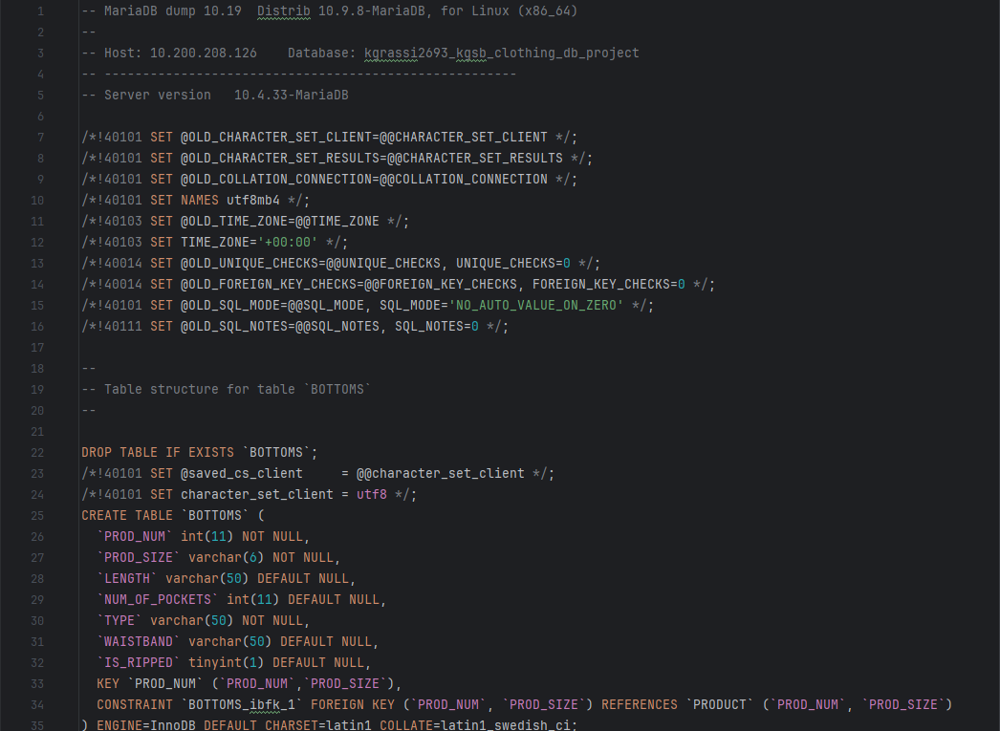 1 -- MariaDB dump 10.19  Distrib 10.9.8-MariaDB, for Linux (x86_64)
2 --
3 -- Host: 10.200.208.126    Database: kgrassi2693_kgsb_clothing_db_project
4 -- ------------------------------------------------------
5 -- Server version   10.4.33-MariaDB
6
7 /*!40101 SET @OLD_CHARACTER_SET_CLIENT=@@CHARACTER_SET_CLIENT */;
8 /*!40101 SET @OLD_CHARACTER_SET_RESULTS=@@CHARACTER_SET_RESULTS */;
9 /*!40101 SET @OLD_COLLATION_CONNECTION=@@COLLATION_CONNECTION */;
10 /*!40101 SET NAMES utf8mb4 */;
11 /*!40103 SET @OLD_TIME_ZONE=@@TIME_ZONE */;
12 /*!40103 SET TIME_ZONE='+00:00' */;
13 /*!40014 SET @OLD_UNIQUE_CHECKS=@@UNIQUE_CHECKS, UNIQUE_CHECKS=0 */;
14 /*!40014 SET @OLD_FOREIGN_KEY_CHECKS=@@FOREIGN_KEY_CHECKS, FOREIGN_KEY_CHECKS=0 */;
15 /*!40101 SET @OLD_SQL_MODE=@@SQL_MODE, SQL_MODE='NO_AUTO_VALUE_ON_ZERO' */;
16 /*!40111 SET @OLD_SQL_NOTES=@@SQL_NOTES, SQL_NOTES=0 */;
17
18 --
19 -- Table structure for table `BOTTOMS`
20 --
21
22 DROP TABLE IF EXISTS `BOTTOMS`;
23 /*!40101 SET @saved_cs_client     = @@character_set_client */;
24 /*!40101 SET character_set_client = utf8 */;
25 CREATE TABLE `BOTTOMS` (
26   `PROD_NUM` int(11) NOT NULL,
27   `PROD_SIZE` varchar(6) NOT NULL,
28   `LENGTH` varchar(50) DEFAULT NULL,
29   `NUM_OF_POCKETS` int(11) DEFAULT NULL,
30   `TYPE` varchar(50) NOT NULL,
31   `WAISTBAND` varchar(50) DEFAULT NULL,
32   `IS_RIPPED` tinyint(1) DEFAULT NULL,
33   KEY `PROD_NUM` (`PROD_NUM`,`PROD_SIZE`),
34   CONSTRAINT `BOTTOMS_ibfk_1` FOREIGN KEY (`PROD_NUM`, `PROD_SIZE`) REFERENCES `PRODUCT` (`PROD_NUM`, `PROD_SIZE`)
35 ) ENGINE=InnoDB DEFAULT CHARSET=latin1 COLLATE=latin1_swedish_ci;